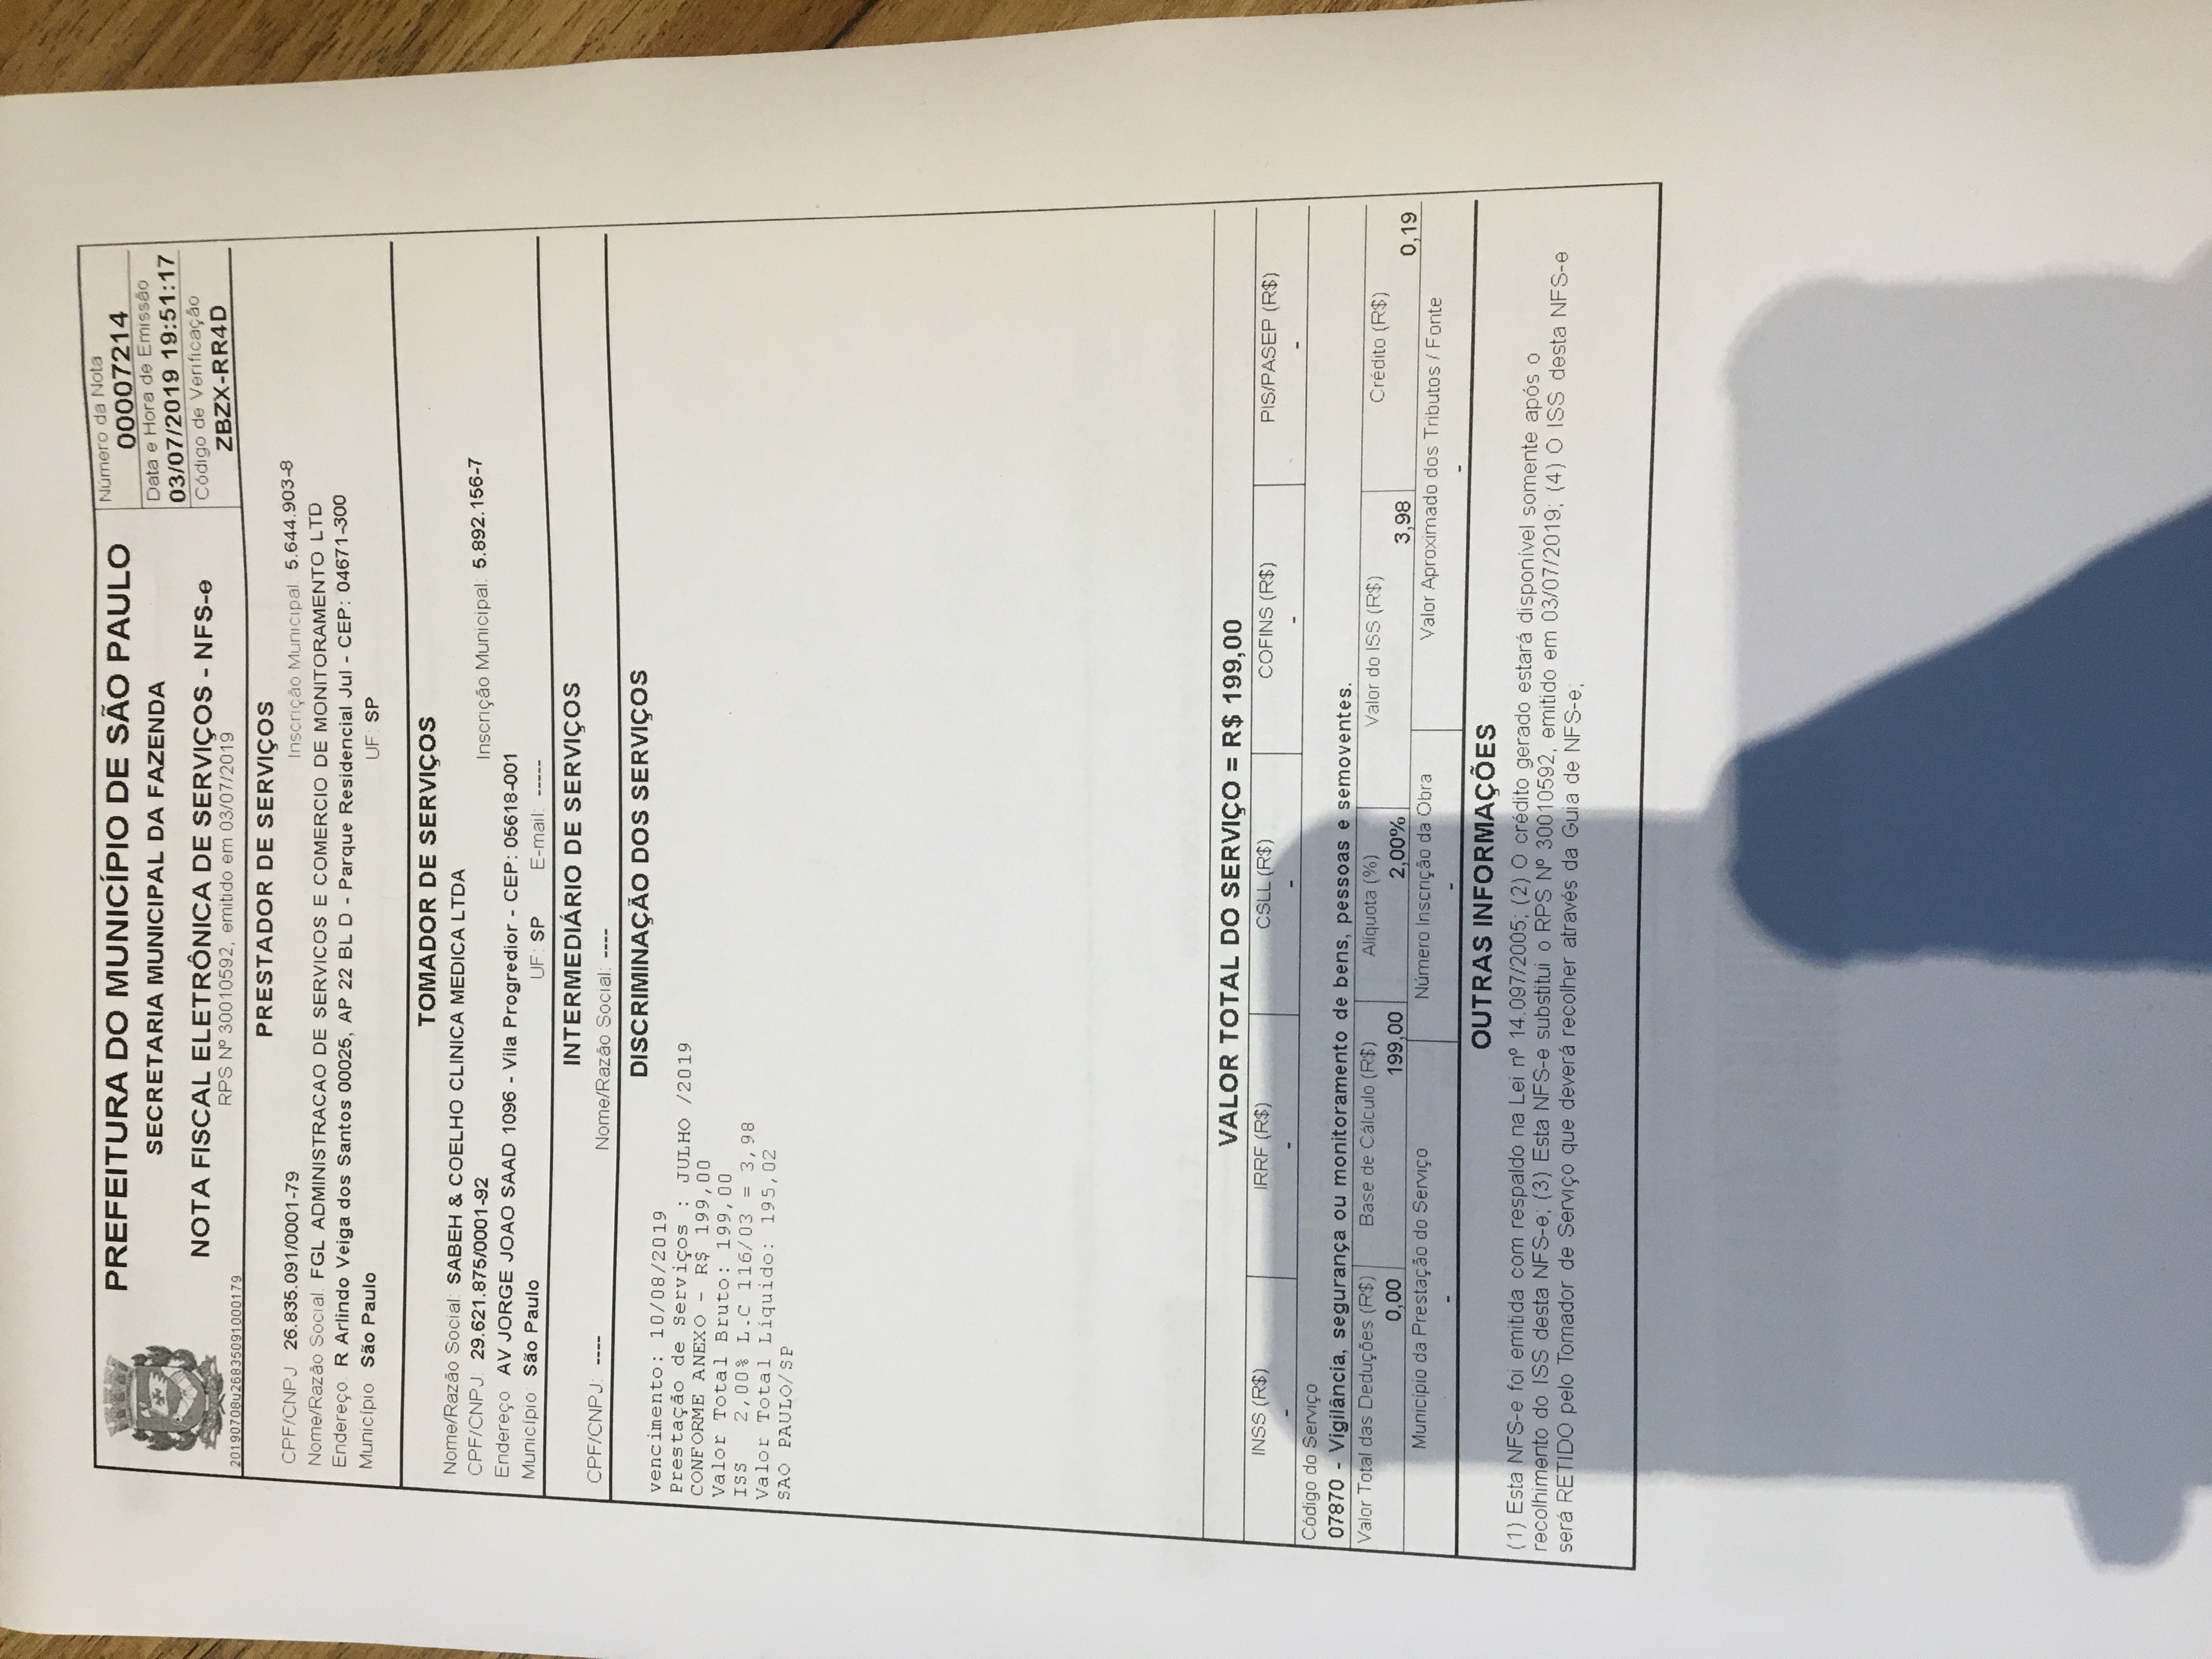 PREFEITURA DO MUNICÍPIO DE SÃO PAULO
SECRETARIA MUNICIPAL DA FAZENDA
NOTA FISCAL ELETRÔNICA DE SERVIÇOS - NFS-e
RPS Nº 30010592, emitido em 03/07/2019
20190708u26835091000179
Número da Nota
00007214
Data e Hora de Emissão
03/07/2019 19:51:17
Código de Verificação
ZBZX-RR4D
PRESTADOR DE SERVIÇOS
CPF/CNPJ: 26.835.091/0001-79 Inscrição Municipal: 5.644.903-8
Nome/Razão Social: FGL ADMINISTRACAO DE SERVICOS E COMERCIO DE MONITORAMENTO LTD
Endereço: R Arlindo Veiga dos Santos 00025, AP 22 BL D - Parque Residencial Jul - CEP: 04671-300
Município: São Paulo UF: SP
TOMADOR DE SERVIÇOS
Nome/Razão Social: SABEH & COELHO CLINICA MEDICA LTDA
CPF/CNPJ: 29.621.875/0001-92 Inscrição Municipal: 5.892.156-7
Endereço: AV JORGE JOAO SAAD 1096 - Vila Progredior - CEP: 05618-001
Município: São Paulo UF: SP E-mail: -----
INTERMEDIÁRIO DE SERVIÇOS
CPF/CNPJ: ---- Nome/Razão Social: ----
DISCRIMINAÇÃO DOS SERVIÇOS
vencimento: 10/08/2019
Prestação de Serviços : JULHO /2019
CONFORME ANEXO - R$ 199,00
Valor Total Bruto: 199,00
ISS 2,00% L.C 116/03 = 3,98
Valor Total Líquido: 195,02
SAO PAULO/SP
VALOR TOTAL DO SERVIÇO = R$ 199,00
INSS (R$) IRRF (R$) CSLL (R$) COFINS (R$) PIS/PASEP (R$)
- - - - -
Código do Serviço
07870 - Vigilância, segurança ou monitoramento de bens, pessoas e semoventes.
Valor Total das Deduções (R$) Base de Cálculo (R$) Alíquota (%) Valor do ISS (R$) Crédito (R$)
0,00 199,00 2,00% 3,98 0,19
Município da Prestação do Serviço Número Inscrição da Obra Valor Aproximado dos Tributos / Fonte
- - -
OUTRAS INFORMAÇÕES
(1) Esta NFS-e foi emitida com respaldo na Lei nº 14.097/2005; (2) O crédito gerado estará disponível somente após o
recolhimento do ISS desta NFS-e; (3) Esta NFS-e substitui o RPS Nº 30010592, emitido em 03/07/2019; (4) O ISS desta NFS-e
será RETIDO pelo Tomador de Serviço que deverá recolher através da Guia de NFS-e;